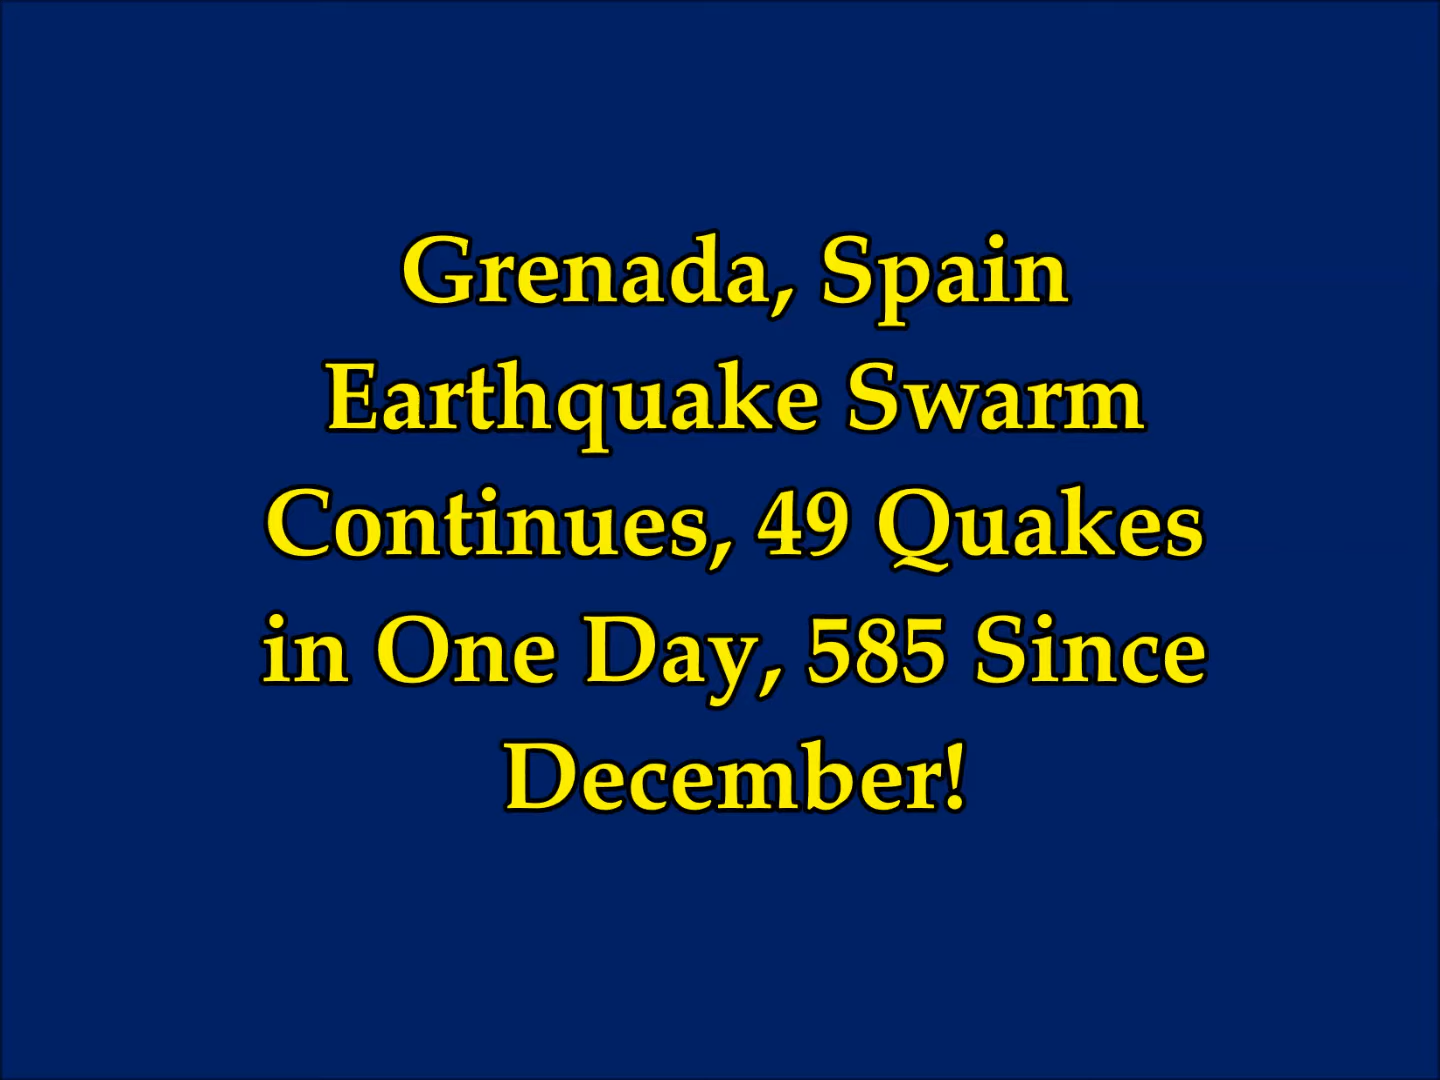 Grenada, Spain
Earthquake Swarm
Continues, 49 Quakes
in One Day, 585 Since
December!